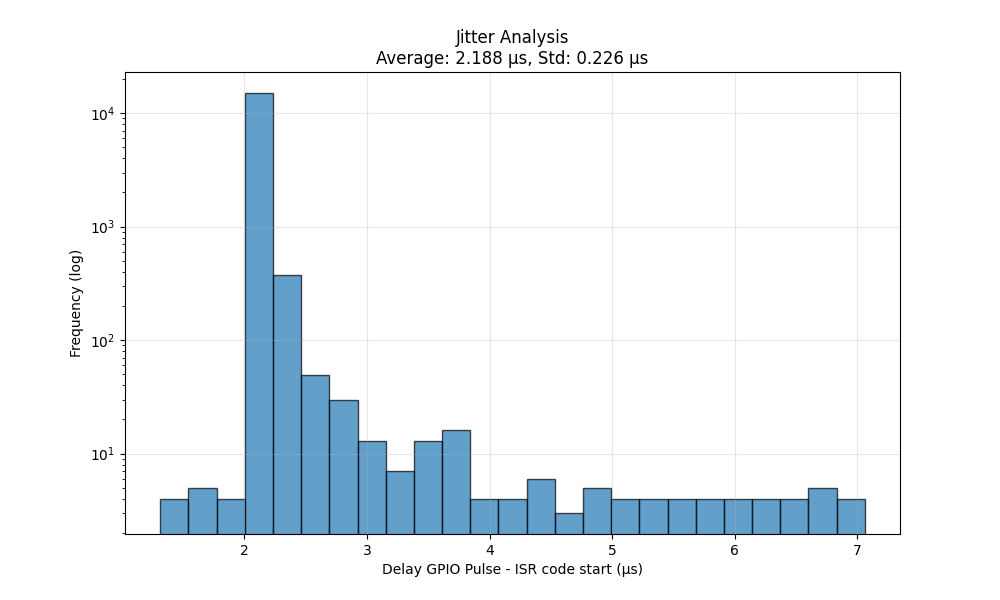 Jitter Analysis
Average: 2.188 µs, Std: 0.226 µs
Frequency (log)
10⁴
10³
10²
10¹
2 3 4 5 6 7
Delay GPIO Pulse - ISR code start (µs)